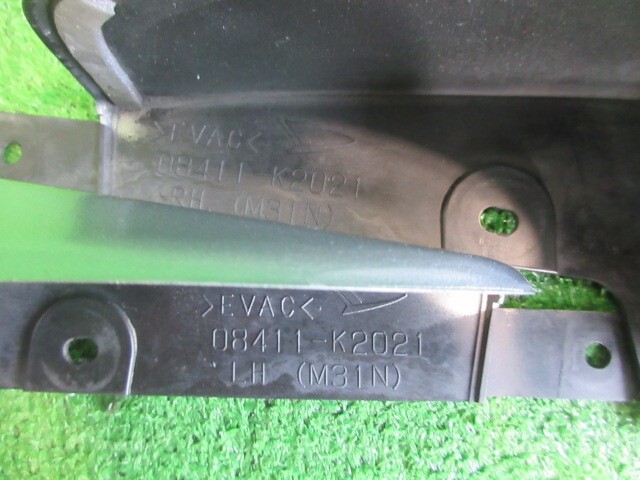 >EVAC<
08411-K2021
RH (M31N)
>EVAC<
08411-K2021
LH (M31N)